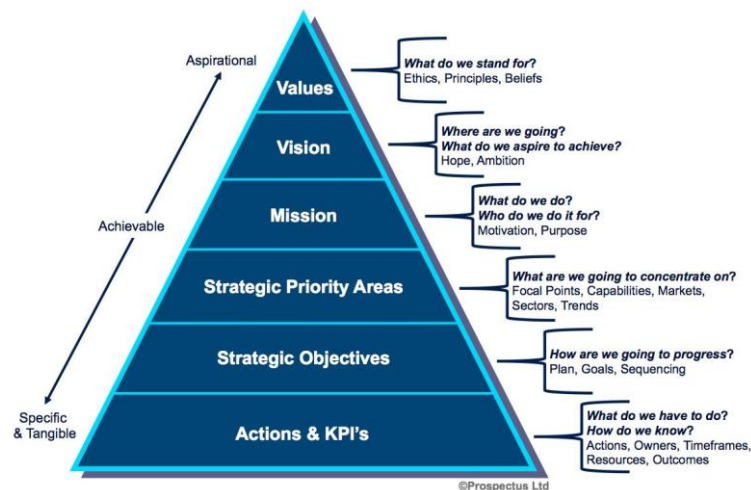 Aspirational
Values
What do we stand for?
Ethics, Principles, Beliefs
Vision
Where are we going?
What do we aspire to achieve?
Hope, Ambition
Achievable
Mission
What do we do?
Who do we do it for?
Motivation, Purpose
Strategic Priority Areas
What are we going to concentrate on?
Focal Points, Capabilities, Markets,
Sectors, Trends
Strategic Objectives
How are we going to progress?
Plan, Goals, Sequencing
Specific
& Tangible
Actions & KPI's
What do we have to do?
How do we know?
Actions, Owners, Timeframes,
Resources, Outcomes
©Prospectus Ltd